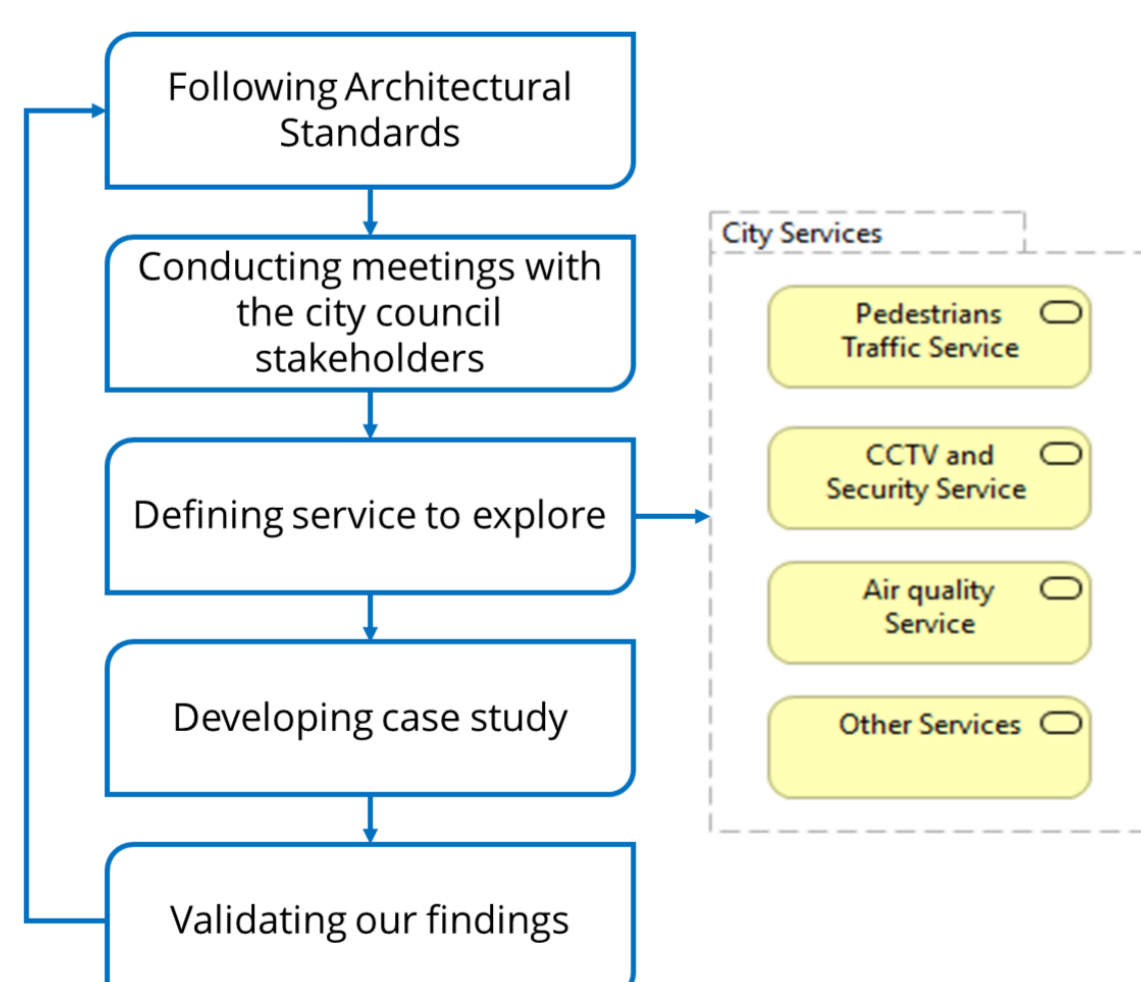 Following Architectural
Standards
Conducting meetings with
the city council
stakeholders
Defining service to explore
Developing case study
Validating our findings
City Services
Pedestrians
Traffic Service
CCTV and
Security Service
Air quality
Service
Other Services